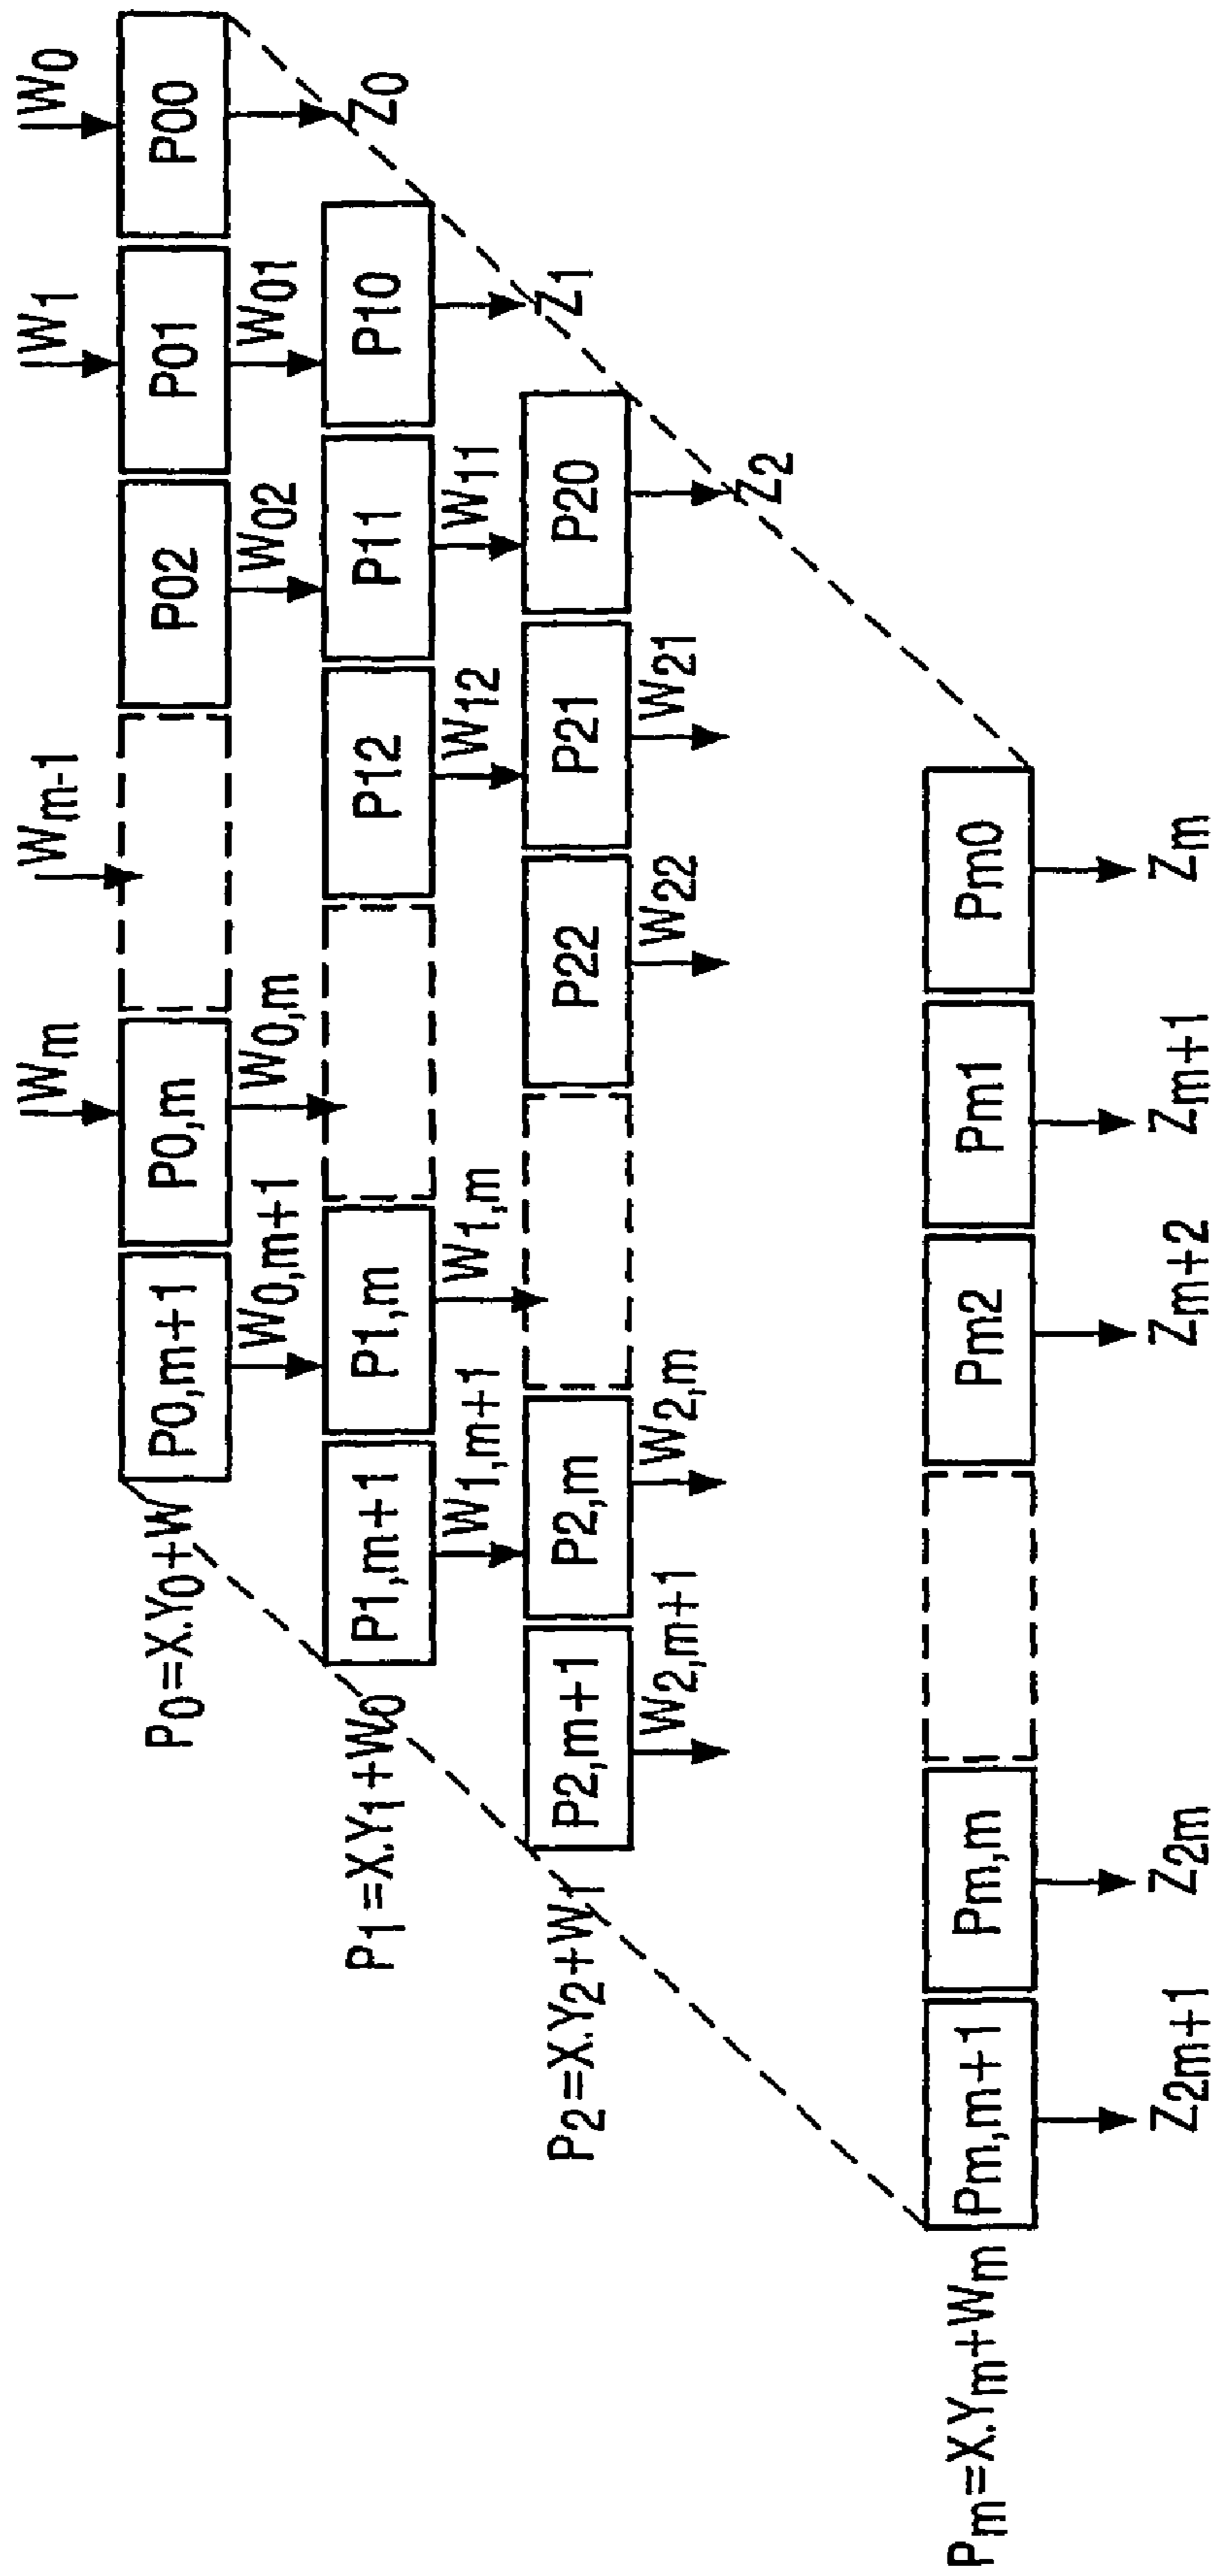 Wm Wm-1 W1 W0
P0=X.Y0+W P0,m+1 P0,m P02 P01 P00
W0,m+1 W0,m W02 W01
P1=X.Y1+W0 P1,m+1 P1,m P12 P11 P10 Z0
W1,m+1 W1,m W12 W11
P2=X.Y2+W1 P2,m+1 P2,m P22 P21 P20 Z1
W2,m+1 W2,m W22 W21
Z2
Pm=X.Ym+Wm Pm,m+1 Pm,m Pm2 Pm1 Pm0
Z2m+1 Z2m Zm+2 Zm+1 Zm